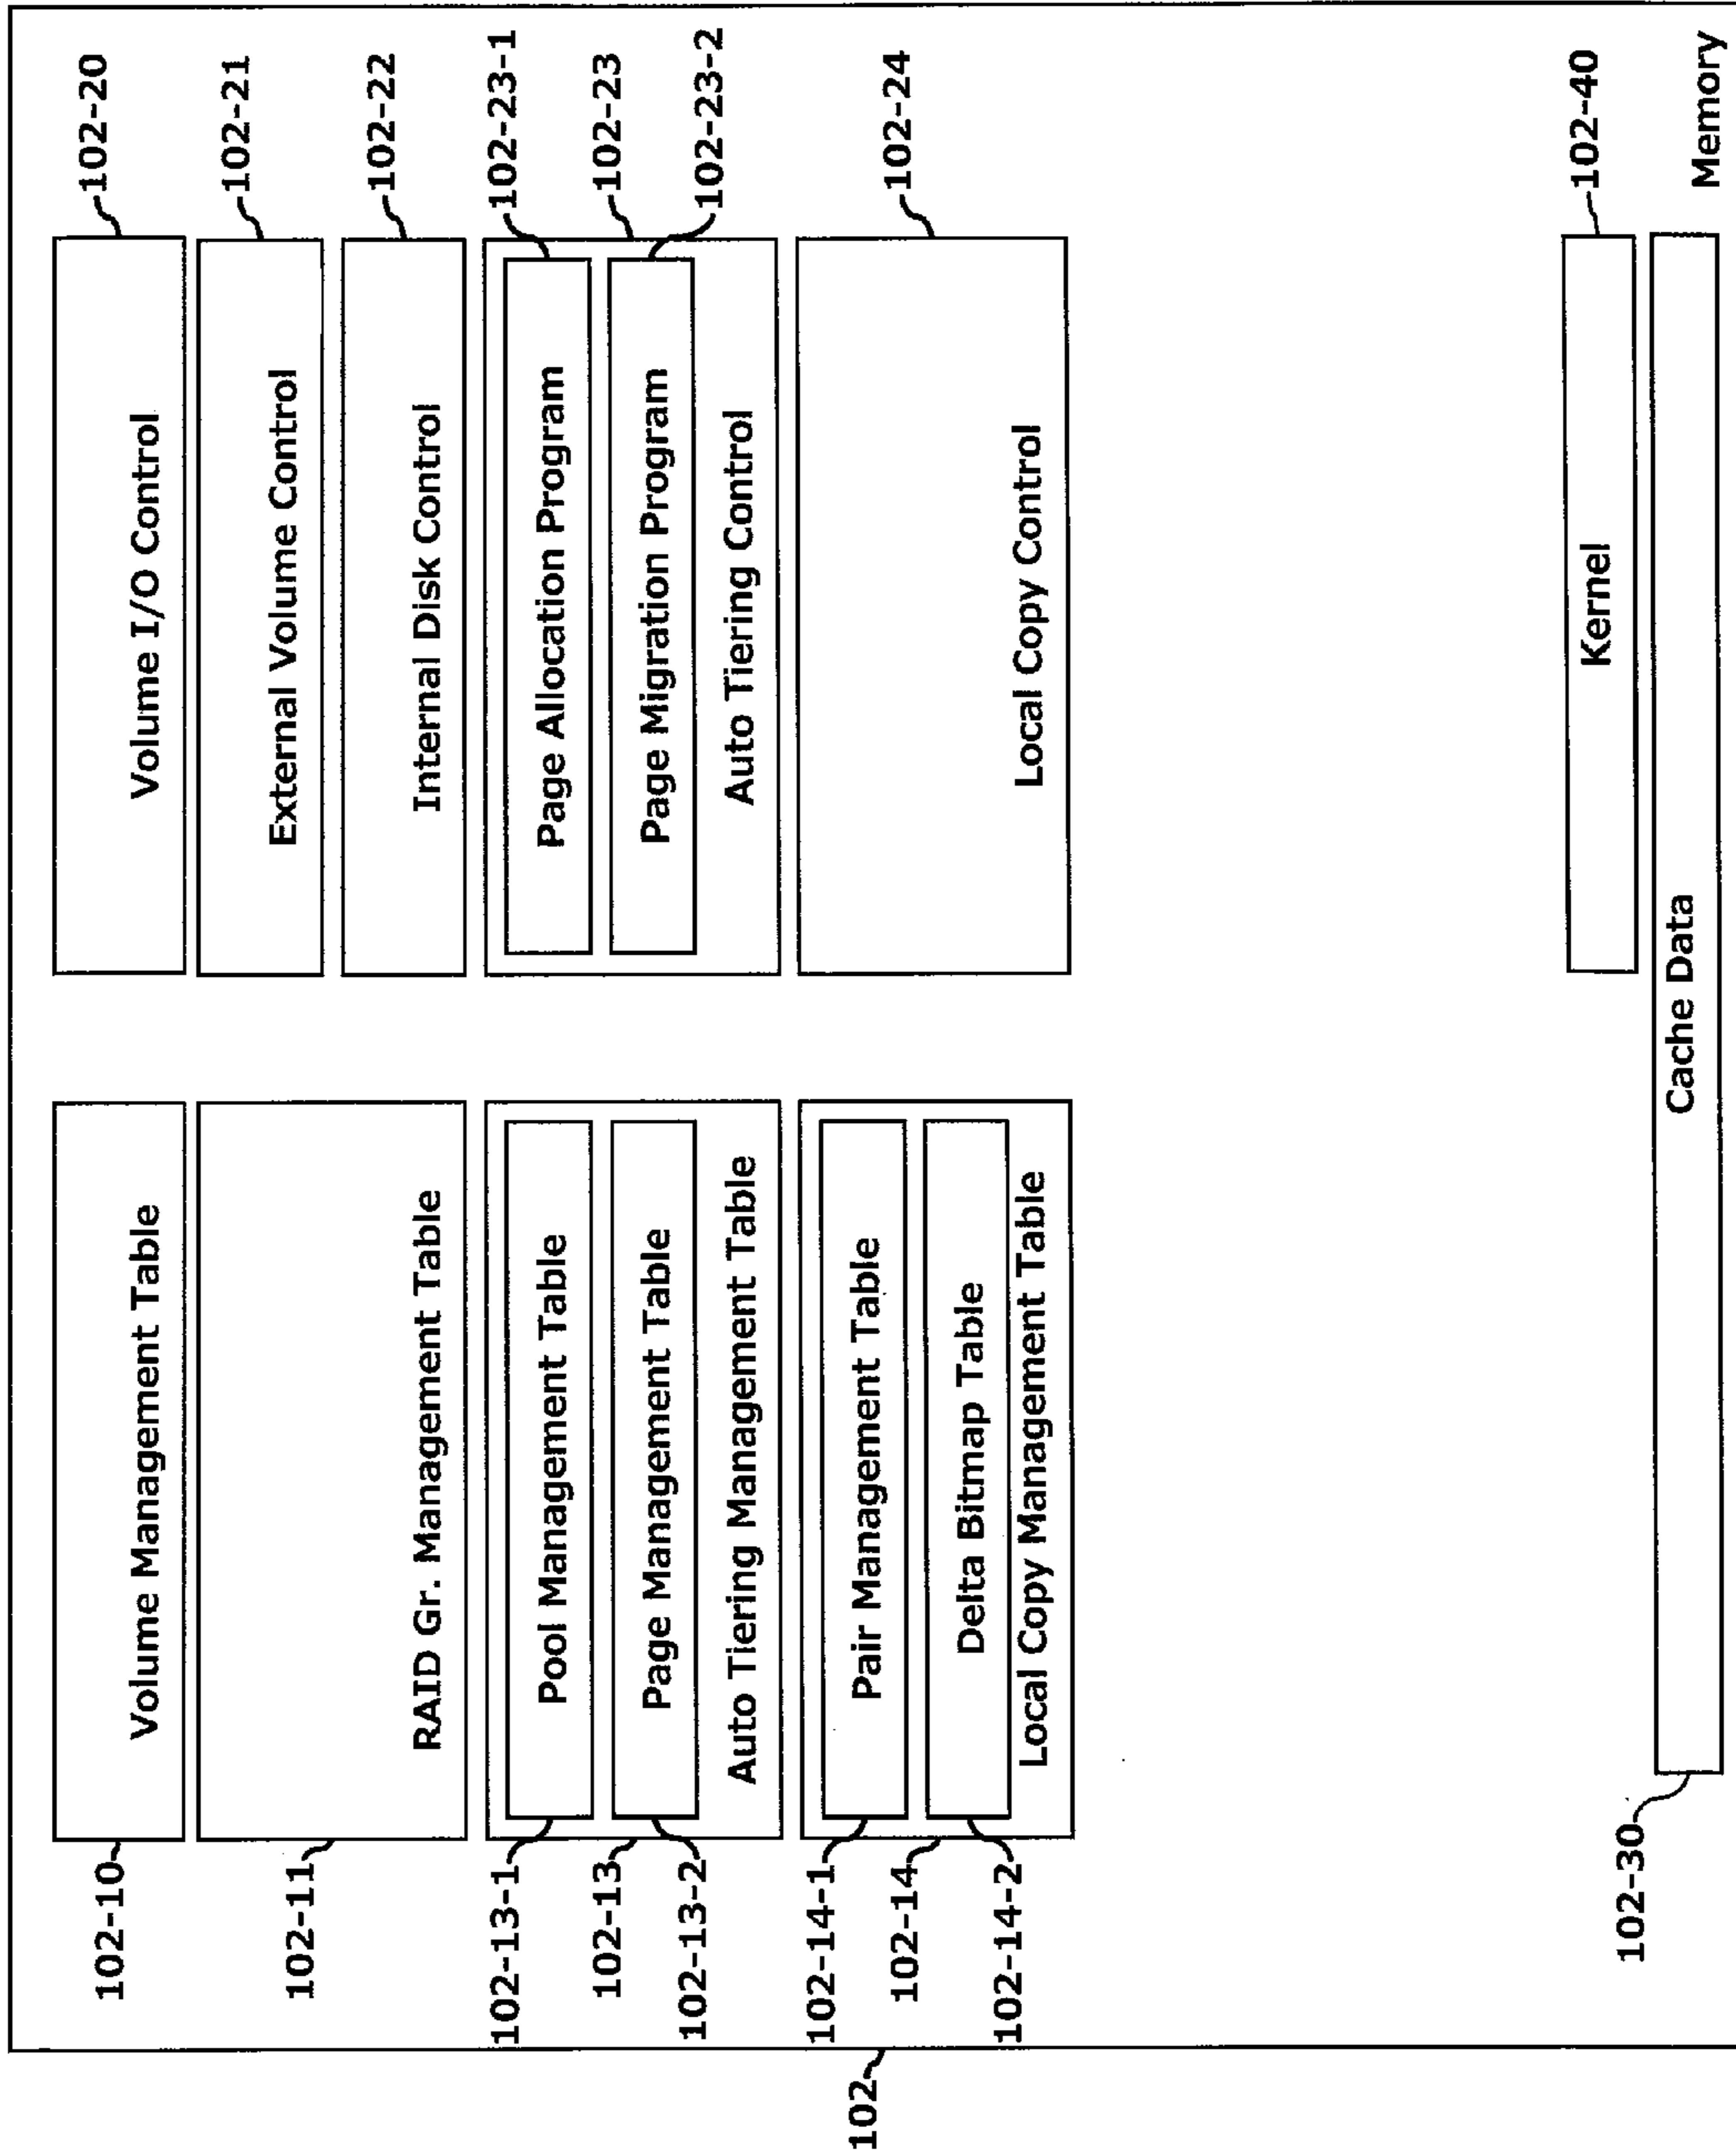 102
102-10
Volume Management Table
102-11
RAID Gr. Management Table
102-13-1
Pool Management Table
102-13
102-13-2
Page Management Table
Auto Tiering Management Table
102-14-1
Pair Management Table
102-14
102-14-2
Delta Bitmap Table
Local Copy Management Table
Volume I/O Control
102-20
External Volume Control
102-21
Internal Disk Control
102-22
Page Allocation Program
102-23-1
102-23
Page Migration Program
102-23-2
Auto Tiering Control
Local Copy Control
102-24
Kernel
102-40
102-30
Cache Data
Memory